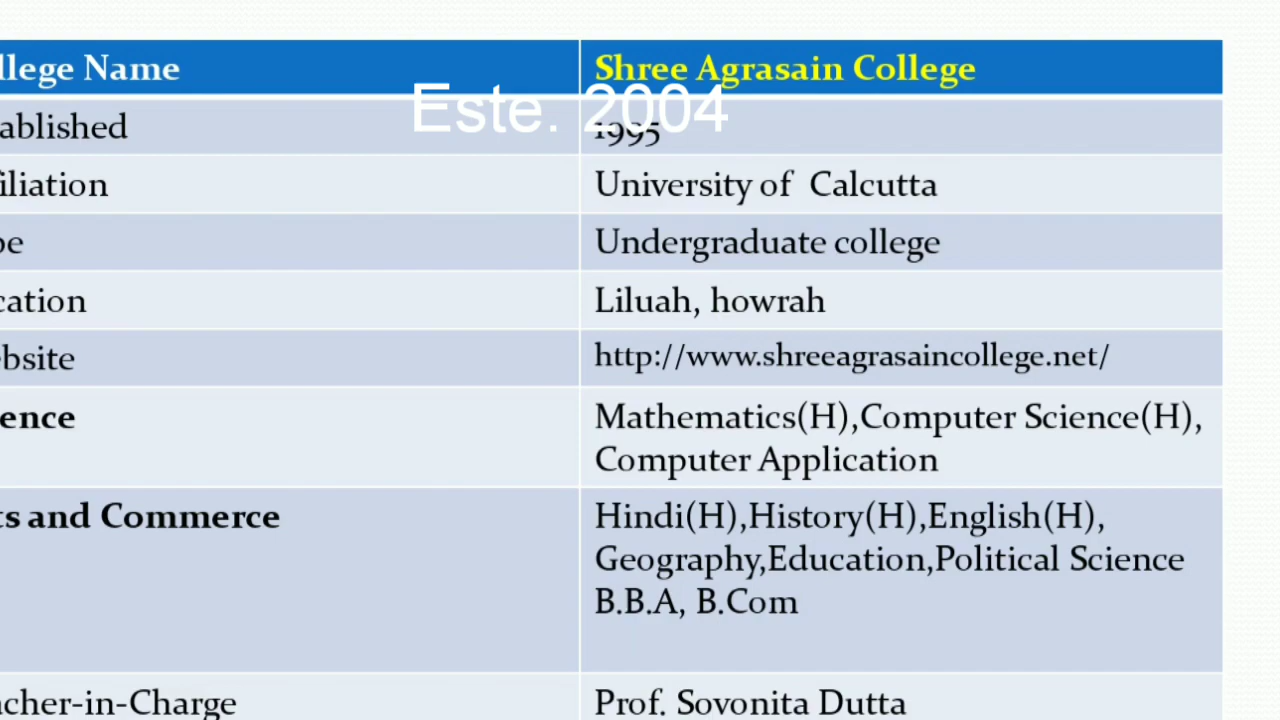 llege Name Shree Agrasain College
Este. 2004
ablished 1995
iliation University of Calcutta
pe Undergraduate college
cation Liluah, howrah
bsite http://www.shreeagrasaincollege.net/
ence Mathematics(H),Computer Science(H),
Computer Application
ts and Commerce Hindi(H),History(H),English(H),
Geography,Education,Political Science
B.B.A, B.Com
cher-in-Charge Prof. Sovonita Dutta